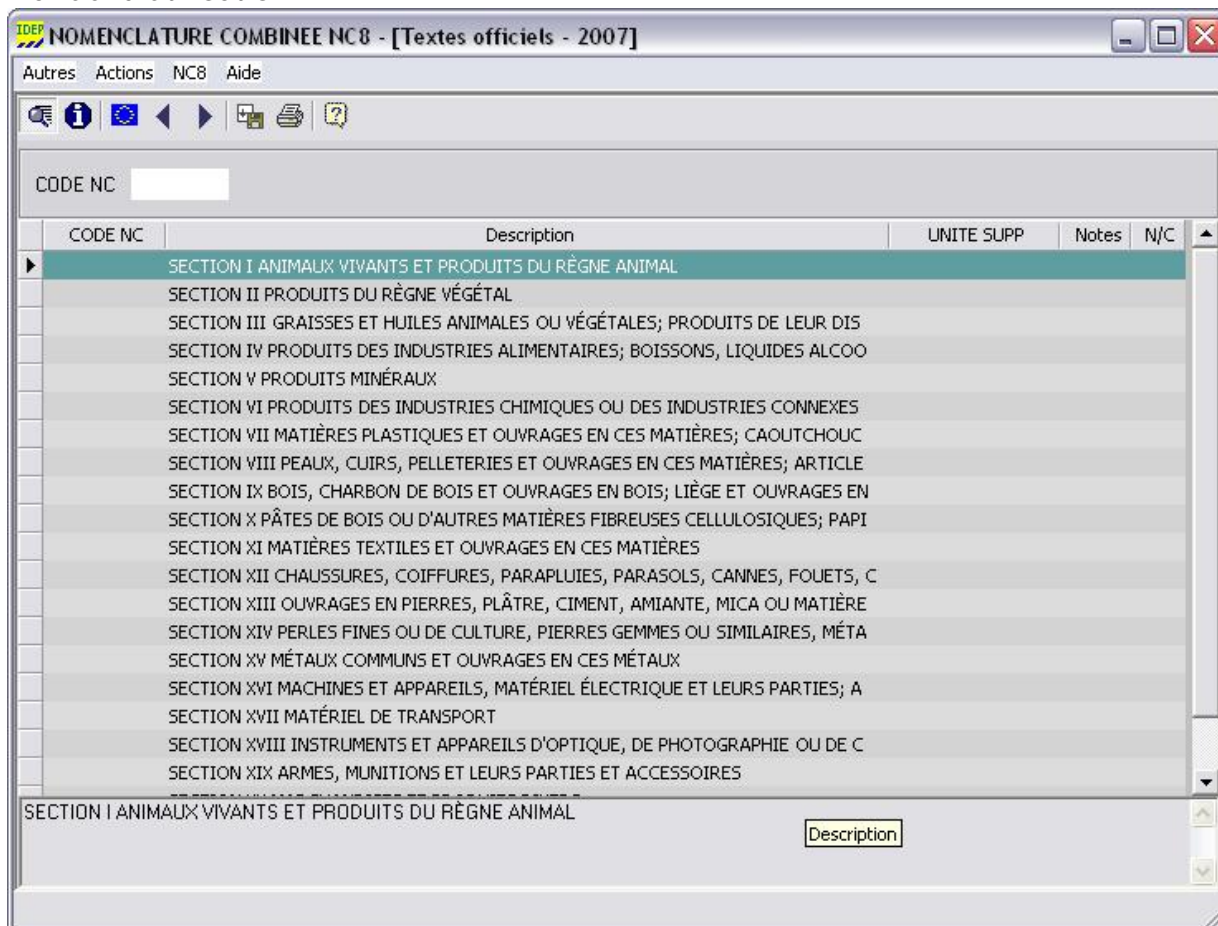 IDEP NOMENCLATURE COMBINEE NC8 - [Textes officiels - 2007]
Autres Actions NC8 Aide
CODE NC
CODE NC Description UNITE SUPP Notes N/C
SECTION I ANIMAUX VIVANTS ET PRODUITS DU RÈGNE ANIMAL
SECTION II PRODUITS DU RÈGNE VÉGÉTAL
SECTION III GRAISSES ET HUILES ANIMALES OU VÉGÉTALES; PRODUITS DE LEUR DIS
SECTION IV PRODUITS DES INDUSTRIES ALIMENTAIRES; BOISSONS, LIQUIDES ALCOO
SECTION V PRODUITS MINÉRAUX
SECTION VI PRODUITS DES INDUSTRIES CHIMIQUES OU DES INDUSTRIES CONNEXES
SECTION VII MATIÈRES PLASTIQUES ET OUVRAGES EN CES MATIÈRES; CAOUTCHOUC
SECTION VIII PEAUX, CUIRS, PELLETERIES ET OUVRAGES EN CES MATIÈRES; ARTICLE
SECTION IX BOIS, CHARBON DE BOIS ET OUVRAGES EN BOIS; LIÈGE ET OUVRAGES EN
SECTION X PÂTES DE BOIS OU D'AUTRES MATIÈRES FIBREUSES CELLULOSIQUES; PAPI
SECTION XI MATIÈRES TEXTILES ET OUVRAGES EN CES MATIÈRES
SECTION XII CHAUSSURES, COIFFURES, PARAPLUIES, PARASOLS, CANNES, FOUETS, C
SECTION XIII OUVRAGES EN PIERRES, PLÂTRE, CIMENT, AMIANTE, MICA OU MATIÈRE
SECTION XIV PERLES FINES OU DE CULTURE, PIERRES GEMMES OU SIMILAIRES, MÉTA
SECTION XV MÉTAUX COMMUNS ET OUVRAGES EN CES MÉTAUX
SECTION XVI MACHINES ET APPAREILS, MATÉRIEL ÉLECTRIQUE ET LEURS PARTIES; A
SECTION XVII MATÉRIEL DE TRANSPORT
SECTION XVIII INSTRUMENTS ET APPAREILS D'OPTIQUE, DE PHOTOGRAPHIE OU DE C
SECTION XIX ARMES, MUNITIONS ET LEURS PARTIES ET ACCESSOIRES
SECTION I ANIMAUX VIVANTS ET PRODUITS DU RÈGNE ANIMAL
Description